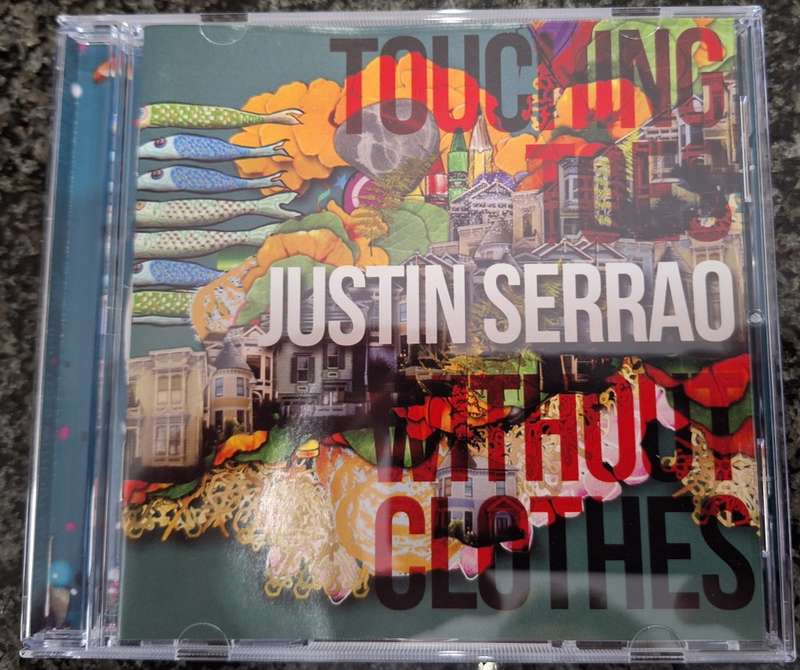 TOUCHING
TOES
JUSTIN SERRAO
WITHOUT
CLOTHES